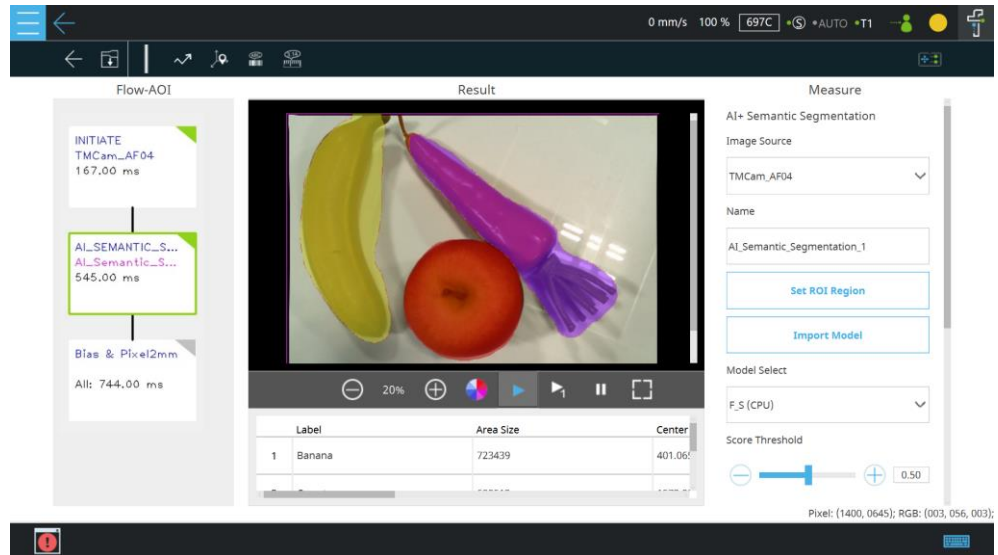 0 mm/s 100 % 697C S AUTO T1
Flow-AOI
Result
Measure
INITIATE
TMCam_AF04
167.00 ms
AI_SEMANTIC_S...
AI_Semantic_S...
545.00 ms
Bias & Pixel2mm
All: 744.00 ms
20%
1
Label Area Size Center
1 Banana 723439 401.065
AI+ Semantic Segmentation
Image Source
TMCam_AF04
Name
AI_Semantic_Segmentation_1
Set ROI Region
Import Model
Model Select
F_S (CPU)
Score Threshold
0.50
Pixel: (1400, 0645); RGB: (003, 056, 003);